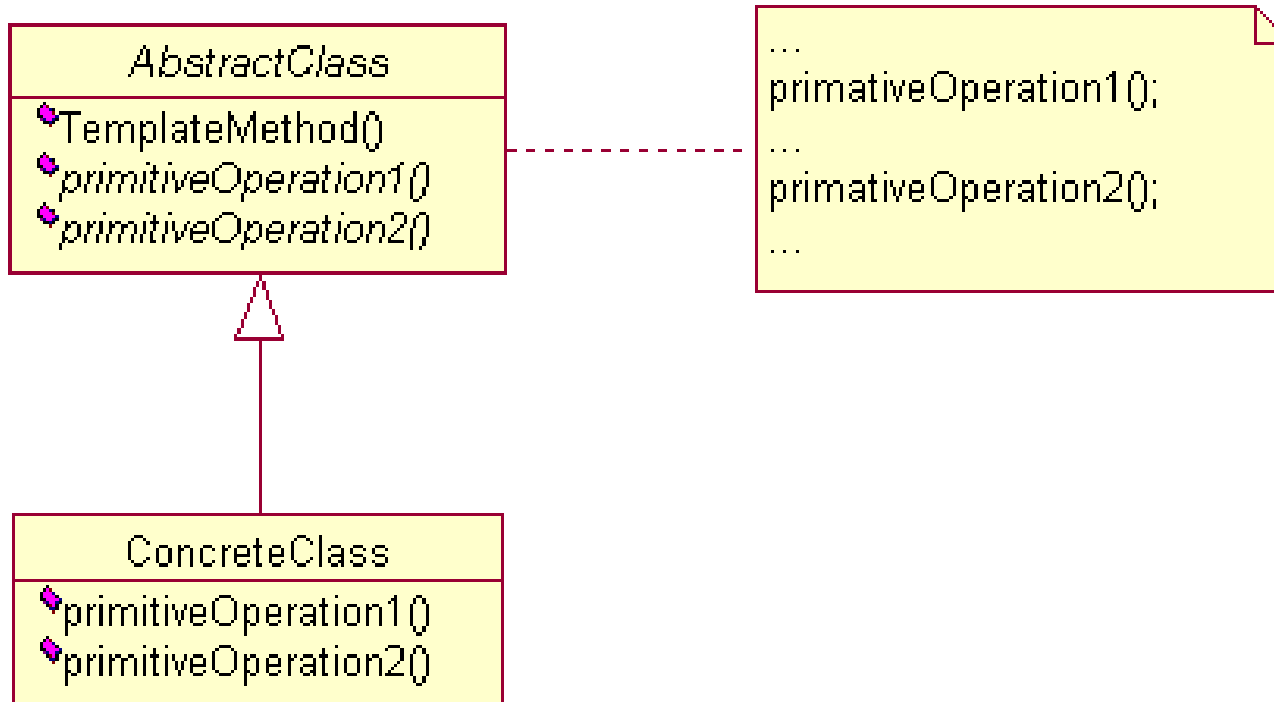 AbstractClass
TemplateMethod()
primitiveOperation1()
primitiveOperation2()
...
primativeOperation1();
...
primativeOperation2();
...
ConcreteClass
primitiveOperation1()
primitiveOperation2()